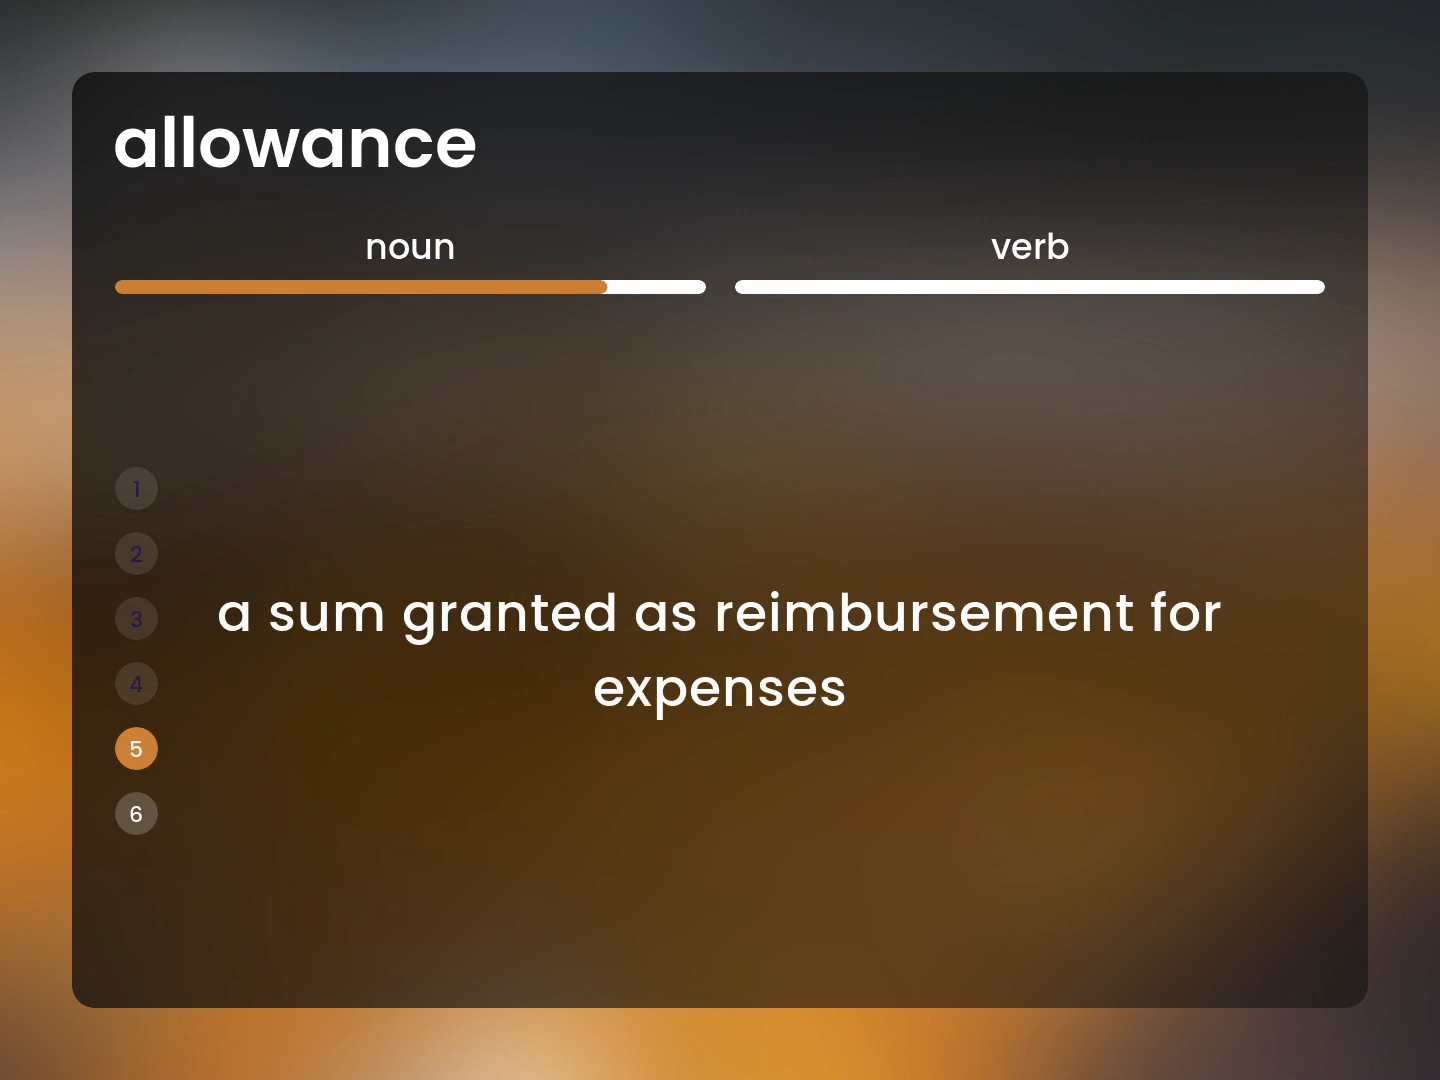 allowance
noun
verb
1
2
3
4
5
6
a sum granted as reimbursement for
expenses